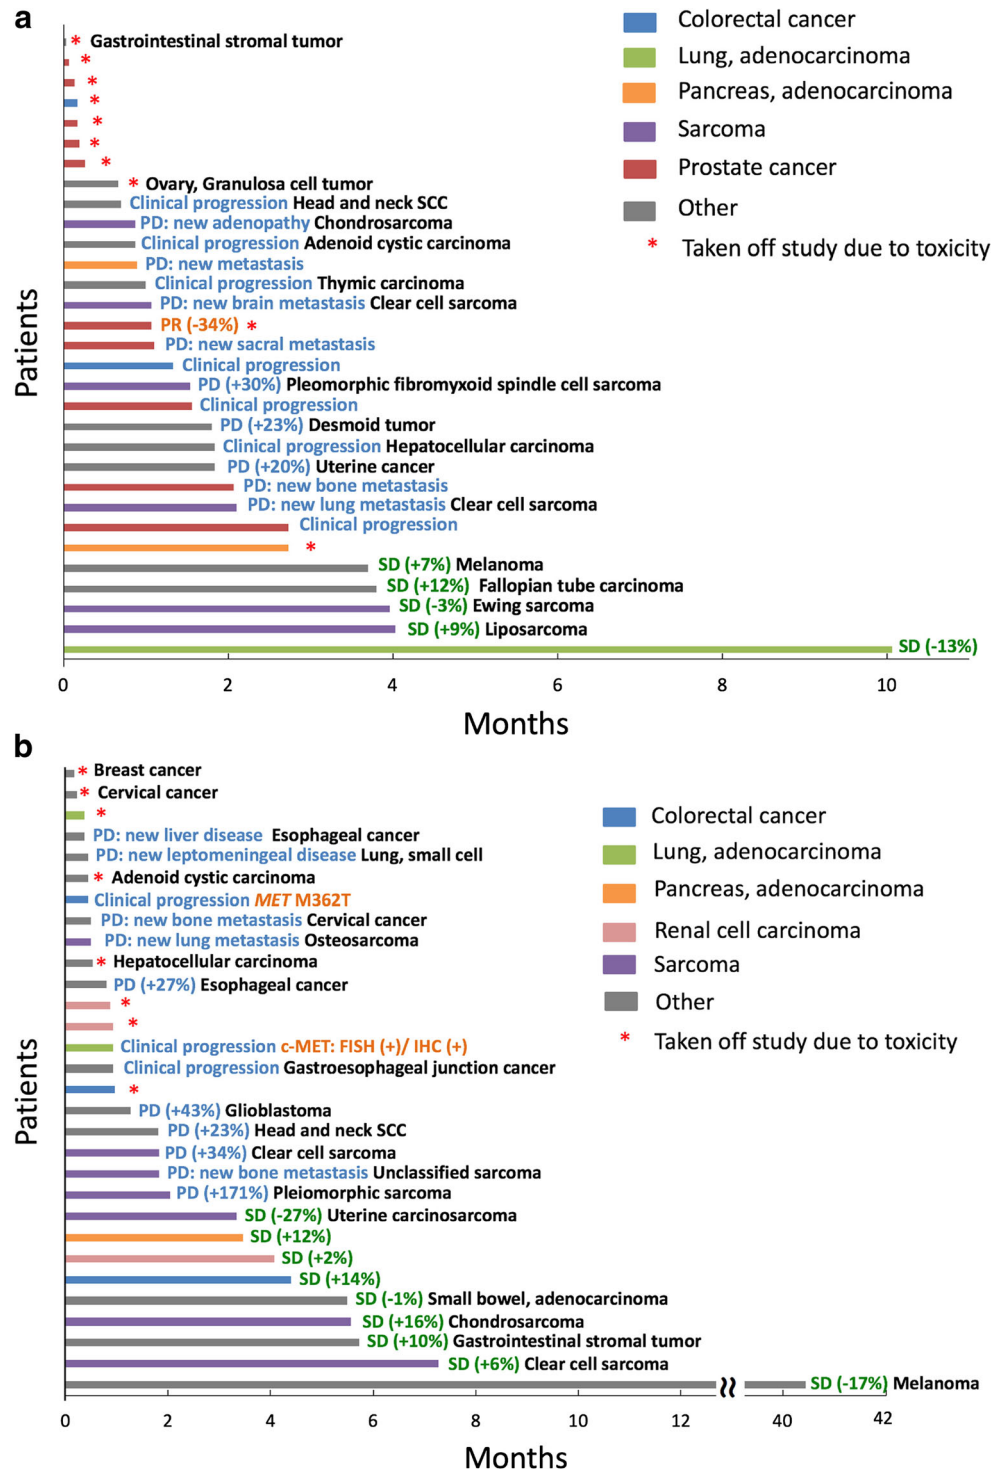 a
Colorectal cancer
Lung, adenocarcinoma
Pancreas, adenocarcinoma
Sarcoma
Prostate cancer
Other
* Taken off study due to toxicity
Patients
* Gastrointestinal stromal tumor
*
*
*
*
*
*
* Ovary, Granulosa cell tumor
Clinical progression Head and neck SCC
PD: new adenopathy Chondrosarcoma
Clinical progression Adenoid cystic carcinoma
PD: new metastasis
Clinical progression Thymic carcinoma
PD: new brain metastasis Clear cell sarcoma
PR (-34%) *
PD: new sacral metastasis
Clinical progression
PD (+30%) Pleomorphic fibromyxoid spindle cell sarcoma
Clinical progression
PD (+23%) Desmoid tumor
Clinical progression Hepatocellular carcinoma
PD (+20%) Uterine cancer
PD: new bone metastasis
PD: new lung metastasis Clear cell sarcoma
Clinical progression
*
SD (+7%) Melanoma
SD (+12%) Fallopian tube carcinoma
SD (-3%) Ewing sarcoma
SD (+9%) Liposarcoma
SD (-13%)
0 2 4 6 8 10
Months
b
Colorectal cancer
Lung, adenocarcinoma
Pancreas, adenocarcinoma
Renal cell carcinoma
Sarcoma
Other
* Taken off study due to toxicity
Patients
* Breast cancer
* Cervical cancer
*
PD: new liver disease Esophageal cancer
PD: new leptomeningeal disease Lung, small cell
* Adenoid cystic carcinoma
Clinical progression MET M362T
PD: new bone metastasis Cervical cancer
PD: new lung metastasis Osteosarcoma
* Hepatocellular carcinoma
PD (+27%) Esophageal cancer
*
*
Clinical progression c-MET: FISH (+)/ IHC (+)
Clinical progression Gastroesophageal junction cancer
*
PD (+43%) Glioblastoma
PD (+23%) Head and neck SCC
PD (+34%) Clear cell sarcoma
PD: new bone metastasis Unclassified sarcoma
PD (+171%) Pleiomorphic sarcoma
SD (-27%) Uterine carcinosarcoma
SD (+12%)
SD (+2%)
SD (+14%)
SD (-1%) Small bowel, adenocarcinoma
SD (+16%) Chondrosarcoma
SD (+10%) Gastrointestinal stromal tumor
SD (+6%) Clear cell sarcoma
SD (-17%) Melanoma
0 2 4 6 8 10 12 40 42
Months